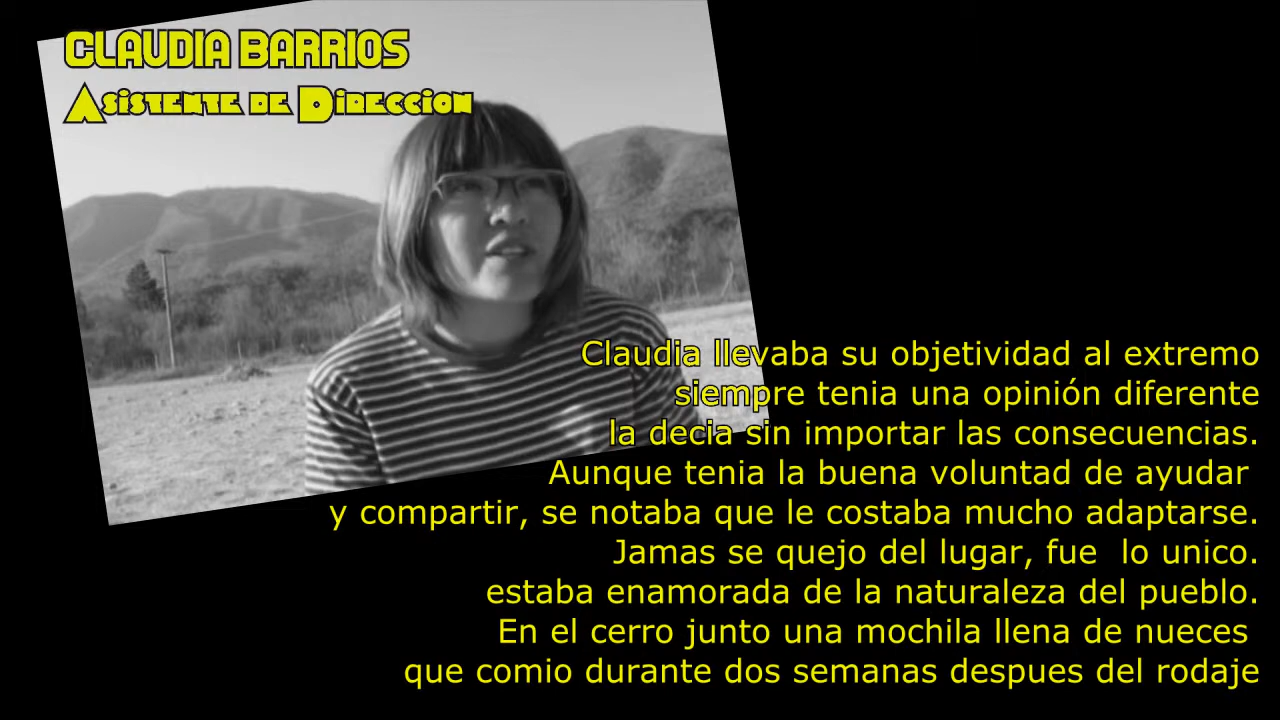 CLAUDIA BARRIOS
Asistente de Direccion
Claudia llevaba su objetividad al extremo
siempre tenia una opinión diferente
la decia sin importar las consecuencias.
Aunque tenia la buena voluntad de ayudar
y compartir, se notaba que le costaba mucho adaptarse.
Jamas se quejo del lugar, fue  lo unico.
estaba enamorada de la naturaleza del pueblo.
En el cerro junto una mochila llena de nueces
que comio durante dos semanas despues del rodaje